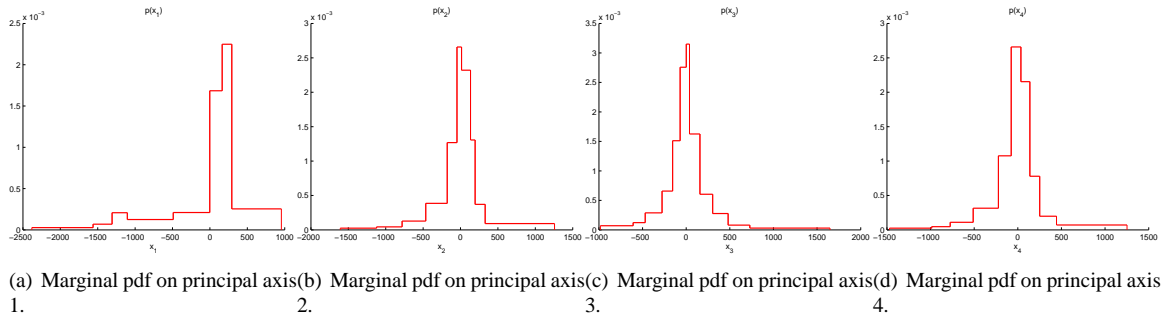 p(x1)
x 10−3
2.5
2
1.5
1
0.5
0
−2500 −2000 −1500 −1000 −500 0 500 1000
x1
p(x2)
x 10−3
3
2.5
2
1.5
1
0.5
0
−2000 −1500 −1000 −500 0 500 1000 1500
x2
p(x3)
x 10−3
4
3.5
3
2.5
2
1.5
1
0.5
0
−1000 −500 0 500 1000 1500 2000
x3
p(x4)
x 10−3
3
2.5
2
1.5
1
0.5
0
−1500 −1000 −500 0 500 1000 1500
x4
(a) Marginal pdf on principal axis
1.
(b) Marginal pdf on principal axis
2.
(c) Marginal pdf on principal axis
3.
(d) Marginal pdf on principal axis
4.